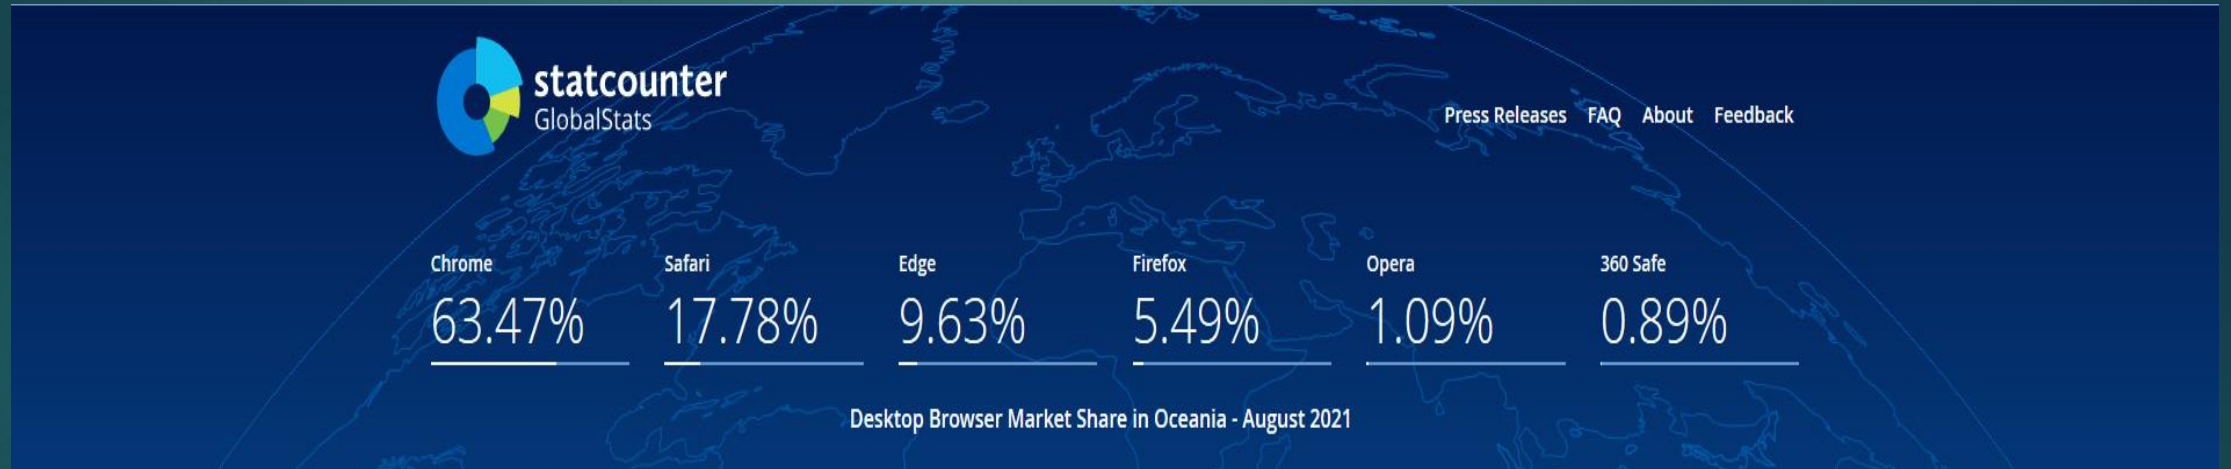 statcounter
GlobalStats
Press Releases FAQ About Feedback
Chrome Safari Edge Firefox Opera 360 Safe
63.47% 17.78% 9.63% 5.49% 1.09% 0.89%
Desktop Browser Market Share in Oceania - August 2021